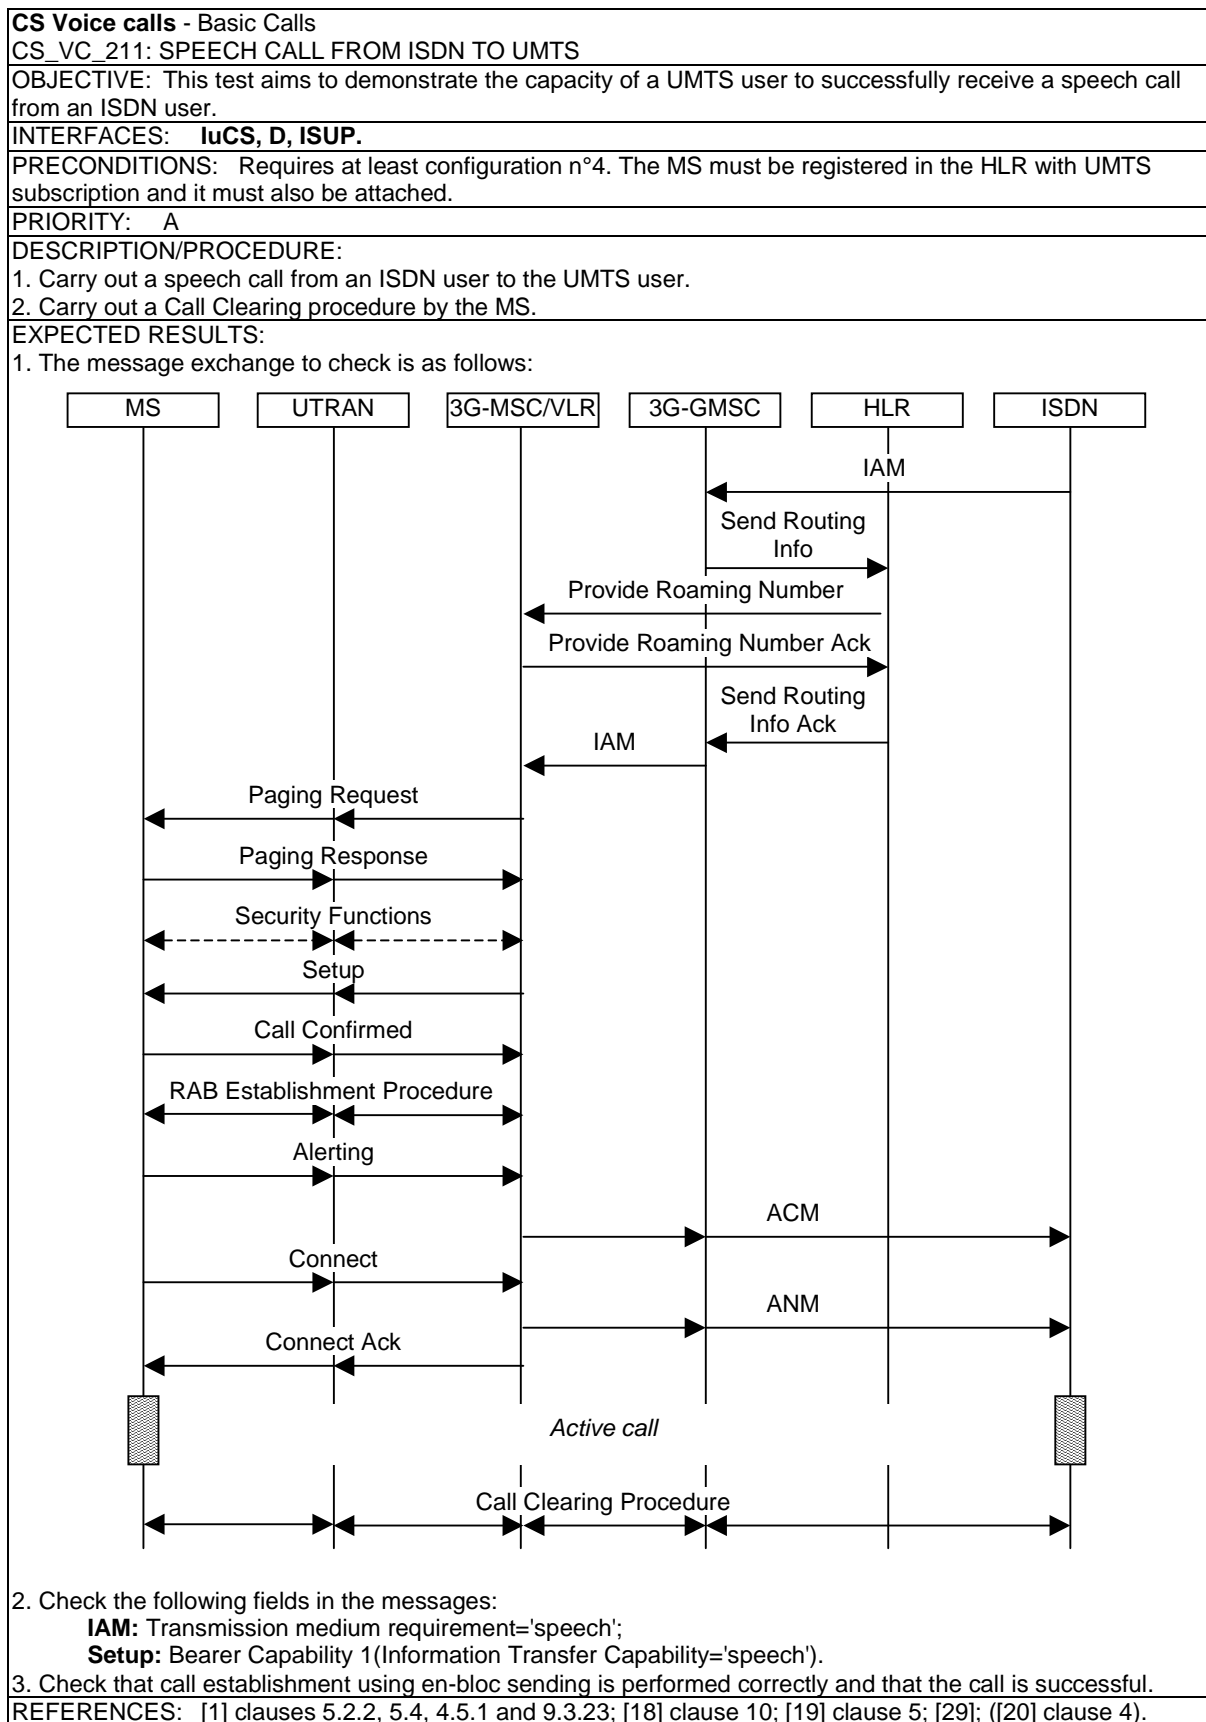 CS Voice calls - Basic Calls
CS_VC_211: SPEECH CALL FROM ISDN TO UMTS
OBJECTIVE: This test aims to demonstrate the capacity of a UMTS user to successfully receive a speech call
from an ISDN user.
INTERFACES: IuCS, D, ISUP.
PRECONDITIONS: Requires at least configuration n°4. The MS must be registered in the HLR with UMTS
subscription and it must also be attached.
PRIORITY: A
DESCRIPTION/PROCEDURE:
1. Carry out a speech call from an ISDN user to the UMTS user.
2. Carry out a Call Clearing procedure by the MS.
EXPECTED RESULTS:
1. The message exchange to check is as follows:
MS UTRAN 3G-MSC/VLR 3G-GMSC HLR ISDN
IAM
Send Routing
Info
Provide Roaming Number
Provide Roaming Number Ack
Send Routing
Info Ack
IAM
Paging Request
Paging Response
Security Functions
Setup
Call Confirmed
RAB Establishment Procedure
Alerting
ACM
Connect
ANM
Connect Ack
Active call
Call Clearing Procedure
2. Check the following fields in the messages:
IAM: Transmission medium requirement='speech';
Setup: Bearer Capability 1(Information Transfer Capability='speech').
3. Check that call establishment using en-bloc sending is performed correctly and that the call is successful.
REFERENCES: [1] clauses 5.2.2, 5.4, 4.5.1 and 9.3.23; [18] clause 10; [19] clause 5; [29]; ([20] clause 4).